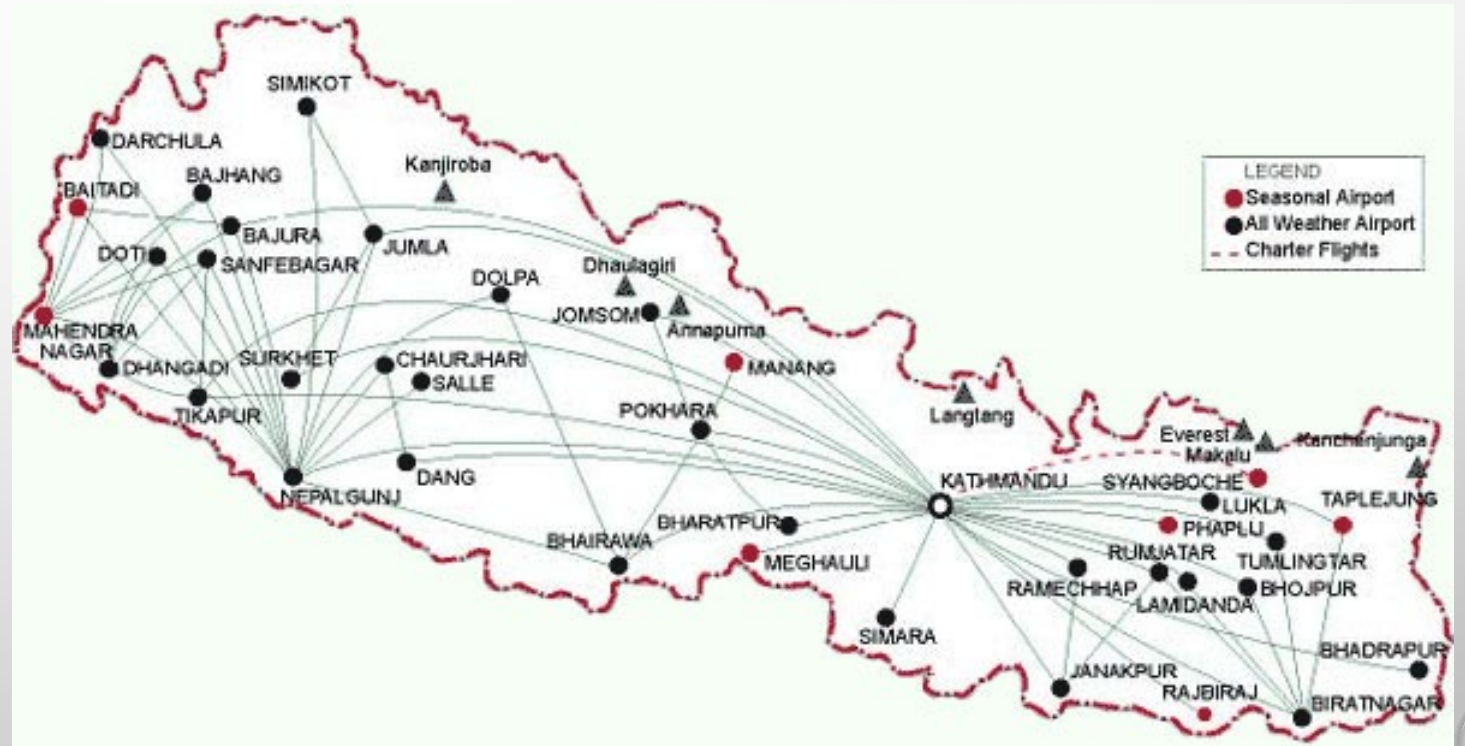 SIMIKOT
DARCHULA
Kanjiroba
BAJHANG
LEGEND
BAITADI
Seasonal Airport
BAJURA
All Weather Airport
JUMLA
DOTI
Charter Flights
SANFEBAGAR
Dhaulagiri
DOLPA
JOMSOM
Annapurna
MAHENDRA
NAGAR
SURKHET
CHAURJHARI
DHANGADI
MANANG
SALLE
TIKAPUR
POKHARA
Langtang
Everest
Kanchenjunga
Makalu
DANG
KATHMANDU
SYANGBOCHE
NEPALGUNJ
LUKLA
TAPLEJUNG
BHARATPUR
PHAPLU
BHAIRAWA
RUMJATAR
MEGHAULI
TUMLINGTAR
RAMECHHAP
BHOJPUR
LAMIDANDA
SIMARA
BHADRAPUR
JANAKPUR
RAJBIRAJ
BIRATNAGAR